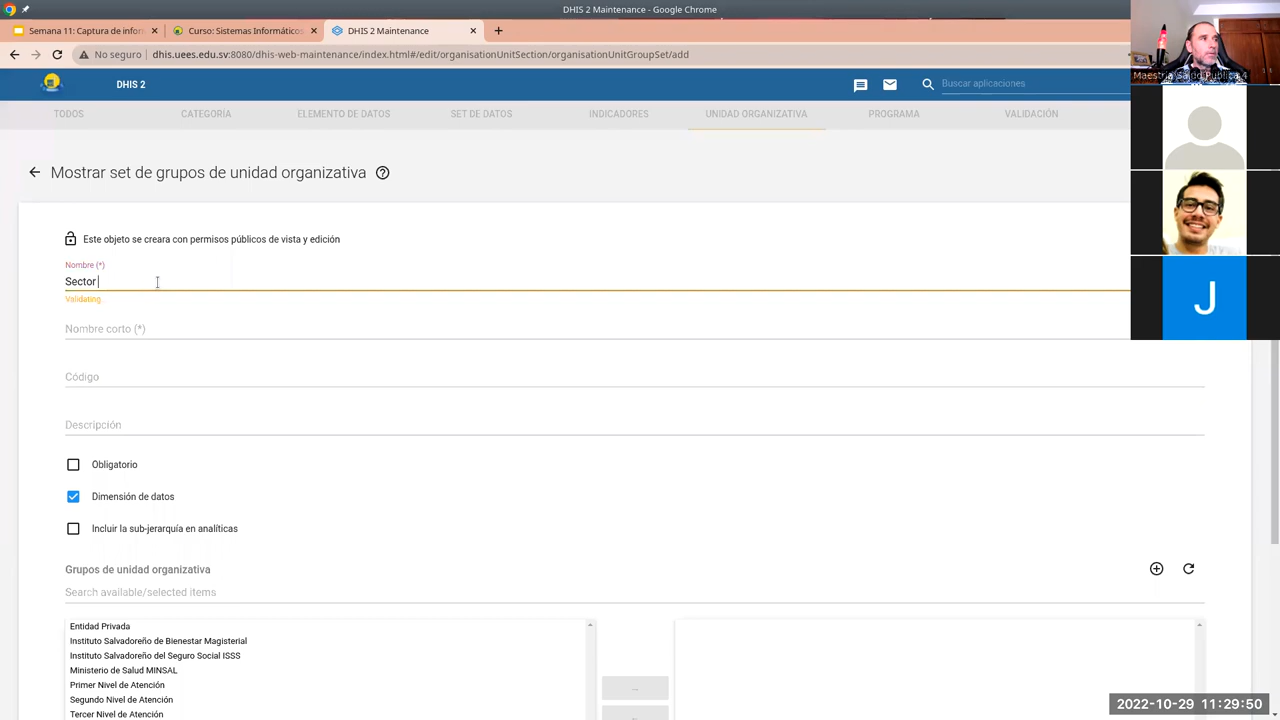 DHIS 2 Maintenance - Google Chrome
Semana 11: Captura de infor
Curso: Sistemas Informáticos
DHIS 2 Maintenance
No seguro
dhis.uees.edu.sv:8080/dhis-web-maintenance/index.html#/edit/organisationUnitSection/organisationUnitGroupSet/add
Maestría Salud Publica 4
DHIS 2
Buscar aplicaciones
TODOS
CATEGORÍA
ELEMENTO DE DATOS
SET DE DATOS
INDICADORES
UNIDAD ORGANIZATIVA
PROGRAMA
VALIDACIÓN
Mostrar set de grupos de unidad organizativa
Este objeto se creara con permisos públicos de vista y edición
Nombre (*)
Sector
Validating...
Nombre corto (*)
J
Código
Descripción
Obligatorio
Dimensión de datos
Incluir la sub-jerarquía en analíticas
Grupos de unidad organizativa
Search available/selected items
Entidad Privada
Instituto Salvadoreño de Bienestar Magisterial
Instituto Salvadoreño del Seguro Social ISSS
Ministerio de Salud MINSAL
Primer Nivel de Atención
Segundo Nivel de Atención
Tercer Nivel de Atención
2022-10-29 11:29:50